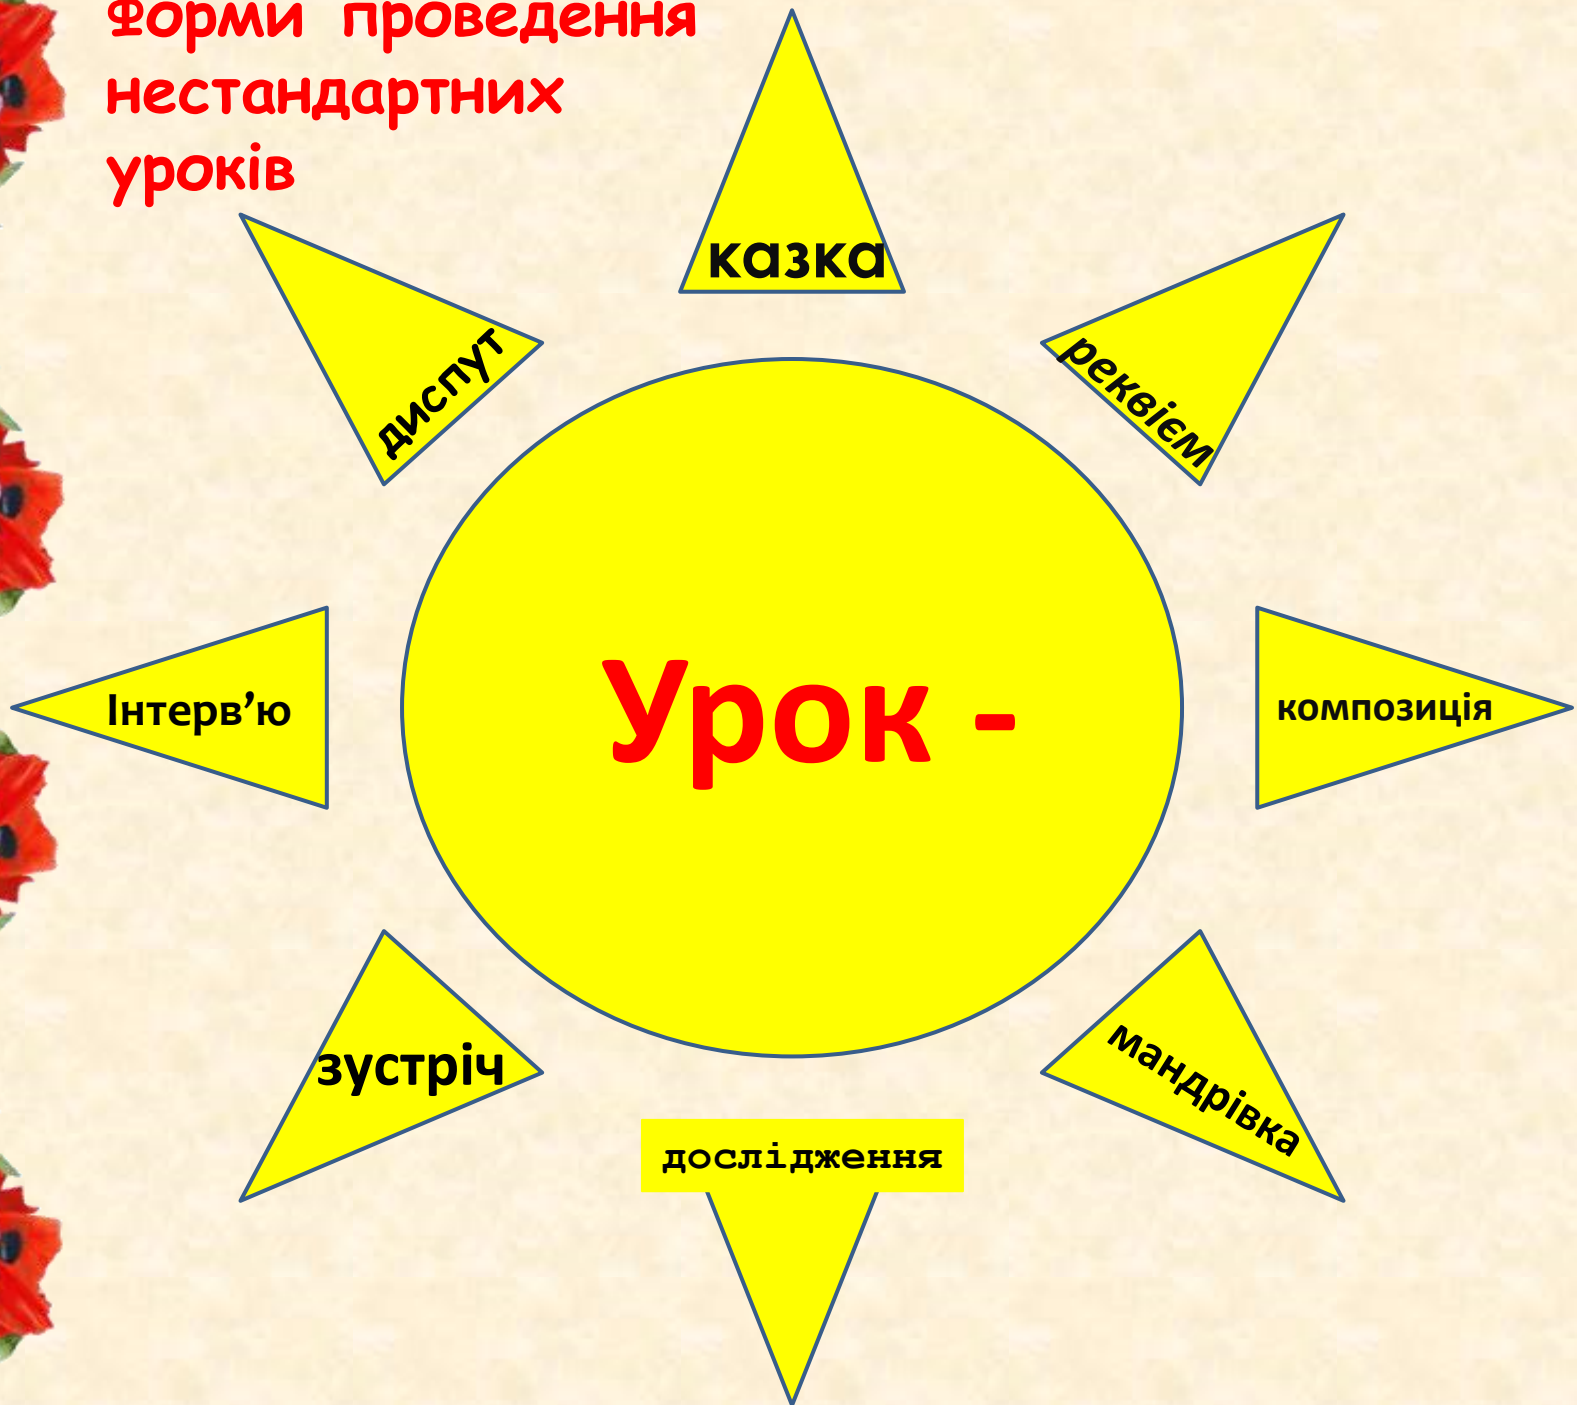 Форми проведення
нестандартних
уроків
казка
диспут
реквієм
Урок -
Інтерв’ю
композиція
зустріч
мандрівка
дослідження